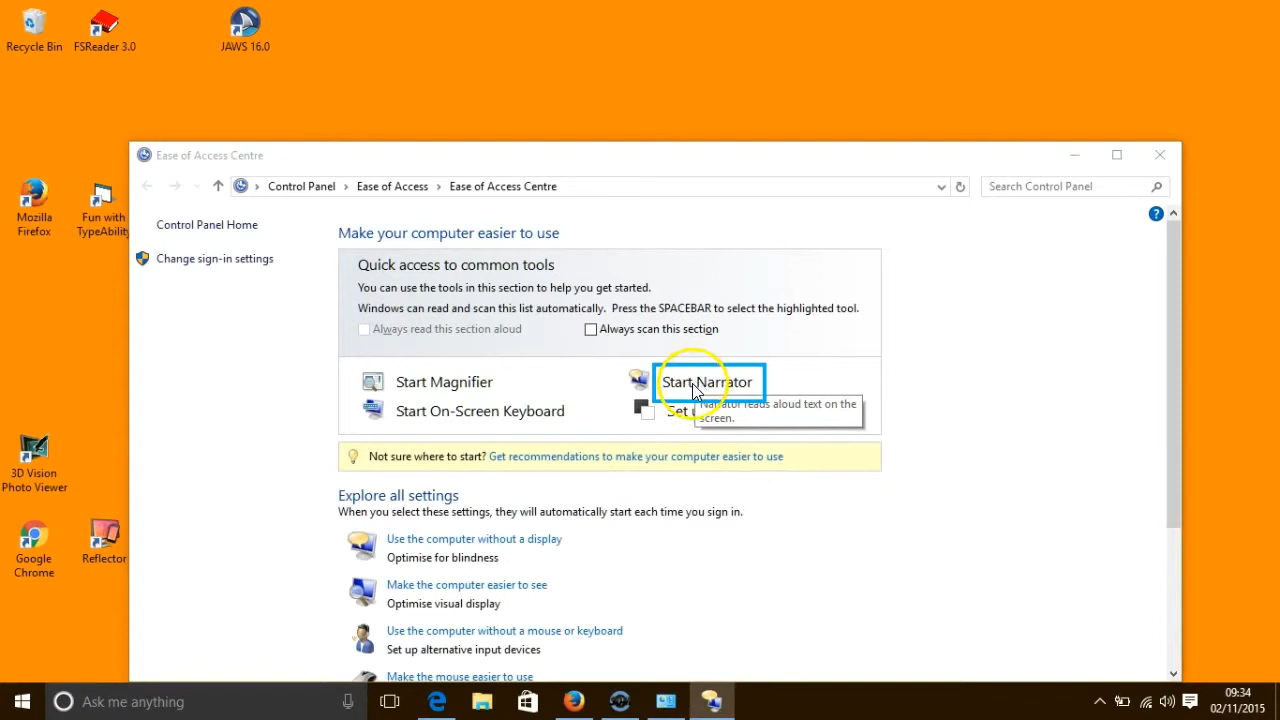 Recycle Bin
FSReader 3.0
JAWS 16.0
Mozilla
Firefox
Fun with
TypeAbility
3D Vision
Photo Viewer
Google
Chrome
Reflector
Ease of Access Centre
Control Panel > Ease of Access > Ease of Access Centre
Search Control Panel
Control Panel Home
Change sign-in settings
Make your computer easier to use
Quick access to common tools
You can use the tools in this section to help you get started.
Windows can read and scan this list automatically. Press the SPACEBAR to select the highlighted tool.
Always read this section aloud
Always scan this section
Start Magnifier
Start Narrator
Start On-Screen Keyboard
Set
Narrator reads aloud text on the
screen.
Not sure where to start? Get recommendations to make your computer easier to use
Explore all settings
When you select these settings, they will automatically start each time you sign in.
Use the computer without a display
Optimise for blindness
Make the computer easier to see
Optimise visual display
Use the computer without a mouse or keyboard
Set up alternative input devices
Make the mouse easier to use
Ask me anything
09:34
02/11/2015